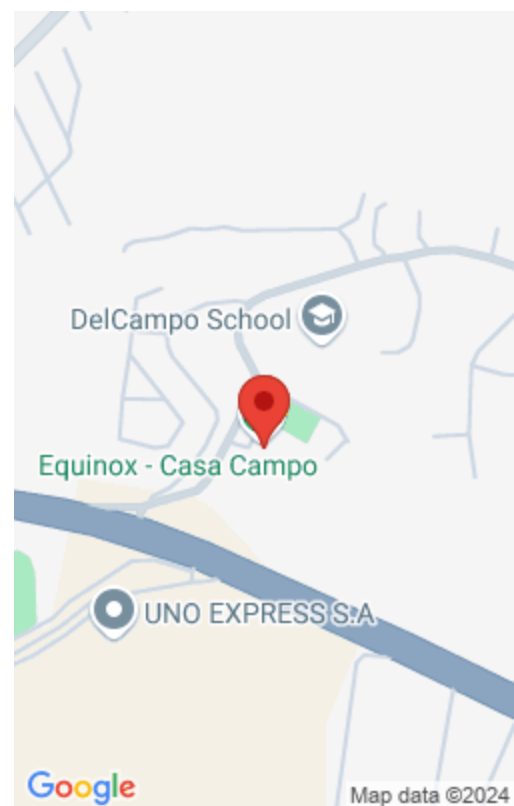 DelCampo School
Equinox - Casa Campo
UNO EXPRESS S.A
Google
Map data ©2024